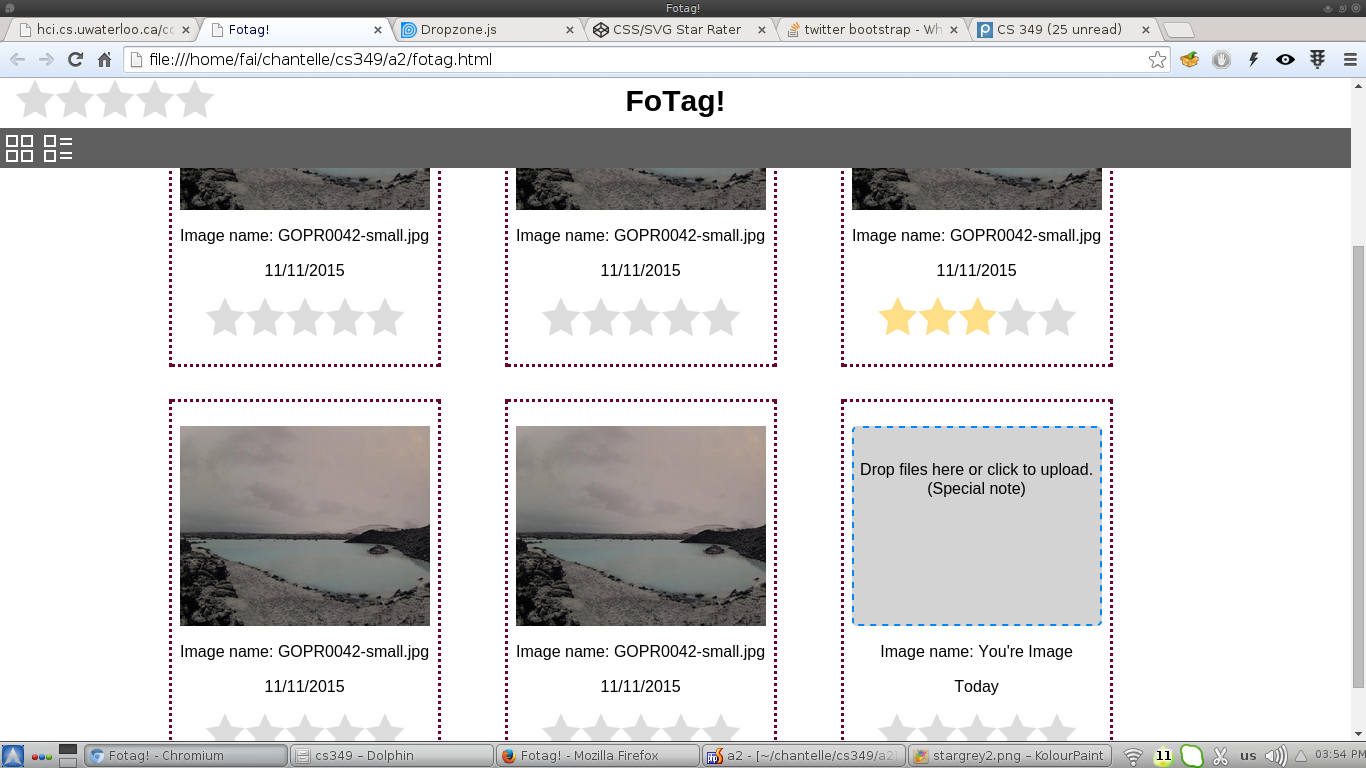 Fotag!
hci.cs.uwaterloo.ca/cc
Fotag!
Dropzone.js
CSS/SVG Star Rater
twitter bootstrap - Wh
CS 349 (25 unread)
file:///home/fai/chantelle/cs349/a2/fotag.html
FoTag!
Image name: GOPR0042-small.jpg Image name: GOPR0042-small.jpg Image name: GOPR0042-small.jpg
11/11/2015 11/11/2015 11/11/2015
Drop files here or click to upload.
(Special note)
Image name: GOPR0042-small.jpg Image name: GOPR0042-small.jpg Image name: You're Image
11/11/2015 11/11/2015 Today
Fotag! - Chromium
cs349 – Dolphin
Fotag! - Mozilla Firefox
a2 - [~/chantelle/cs349/a2]
stargrey2.png – KolourPaint
11
us
03:54 PM